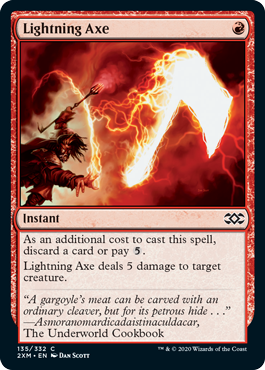 Lightning Axe
Instant
As an additional cost to cast this spell,
discard a card or pay 5.
Lightning Axe deals 5 damage to target
creature.
“A gargoyle’s meat can be carved with an
ordinary cleaver, but for its petrous hide . . .”
—Asmoranomardicadaistinaculdacar,
The Underworld Cookbook
135/332 C
2XM • EN DAN SCOTT
™ & © 2020 Wizards of the Coast